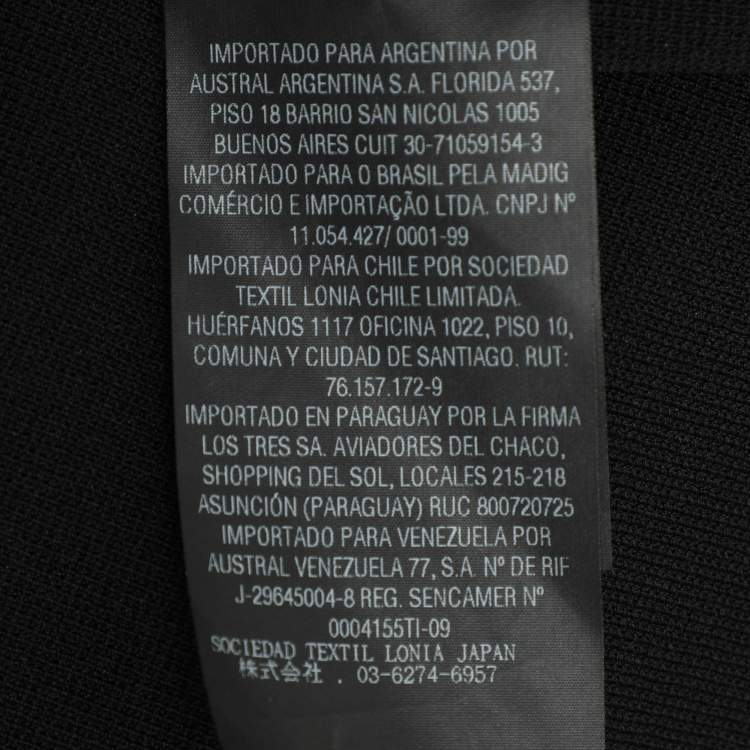 IMPORTADO PARA ARGENTINA POR
AUSTRAL ARGENTINA S.A. FLORIDA 537,
PISO 18 BARRIO SAN NICOLAS 1005
BUENOS AIRES CUIT 30-71059154-3
IMPORTADO PARA O BRASIL PELA MADIG
COMÉRCIO E IMPORTAÇÃO LTDA. CNPJ Nº
11.054.427/ 0001-99
IMPORTADO PARA CHILE POR SOCIEDAD
TEXTIL LONIA CHILE LIMITADA.
HUÉRFANOS 1117 OFICINA 1022, PISO 10,
COMUNA Y CIUDAD DE SANTIAGO. RUT:
76.157.172-9
IMPORTADO EN PARAGUAY POR LA FIRMA
LOS TRES SA. AVIADORES DEL CHACO,
SHOPPING DEL SOL, LOCALES 215-218
ASUNCIÓN (PARAGUAY) RUC 800720725
IMPORTADO PARA VENEZUELA POR
AUSTRAL VENEZUELA 77, S.A. Nº DE RIF
J-29645004-8 REG. SENCAMER Nº
0004155TI-09
SOCIEDAD TEXTIL LONIA JAPAN
株式会社 . 03-6274-6957